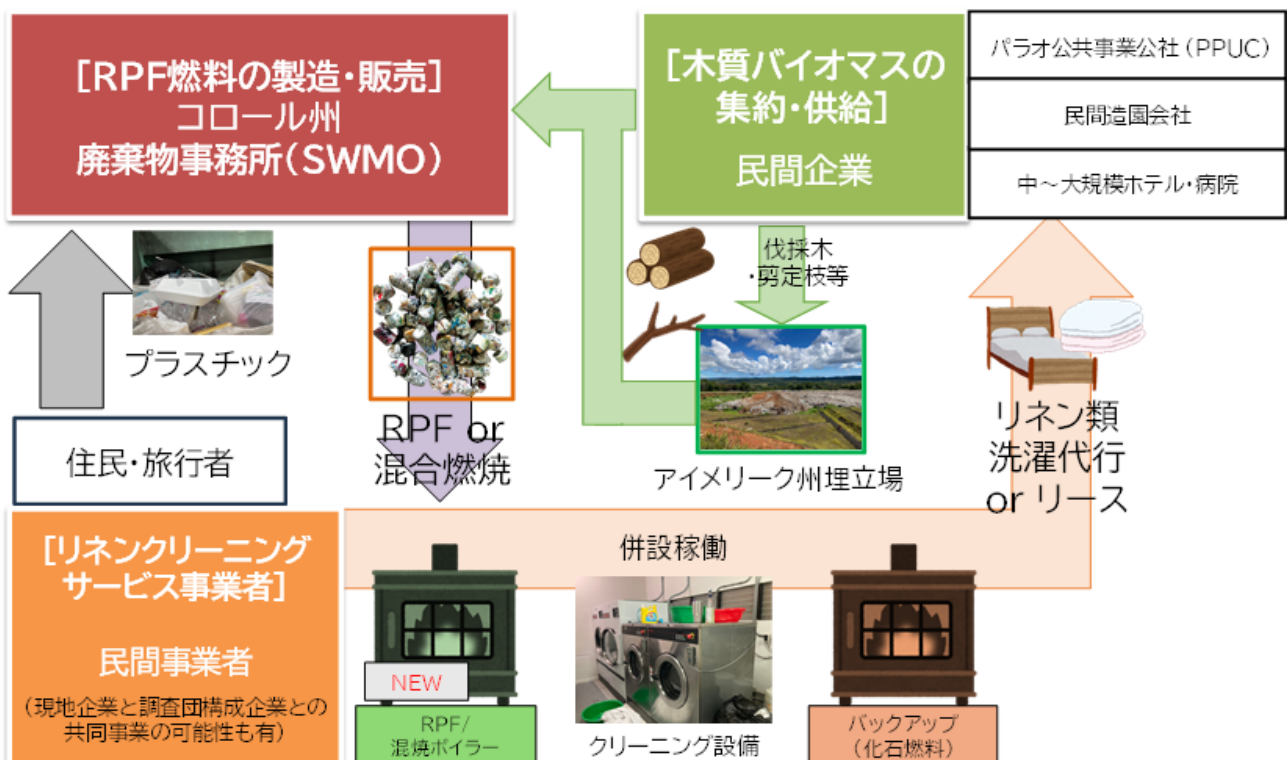 [RPF燃料の製造・販売]
コロール州
廃棄物事務所(SWMO)
[木質バイオマスの
集約・供給]
民間企業
パラオ公共事業公社(PPUC)
民間造園会社
中～大規模ホテル・病院
プラスチック
住民・旅行者
RPF or
混合燃焼
伐採木
・剪定枝等
アイメリーク州埋立場
リネン類
洗濯代行
or リース
[リネンクリーニング
サービス事業者]
民間事業者
(現地企業と調査団構成企業との
共同事業の可能性も有)
併設稼働
NEW
RPF/
混焼ボイラー
クリーニング設備
バックアップ
(化石燃料)